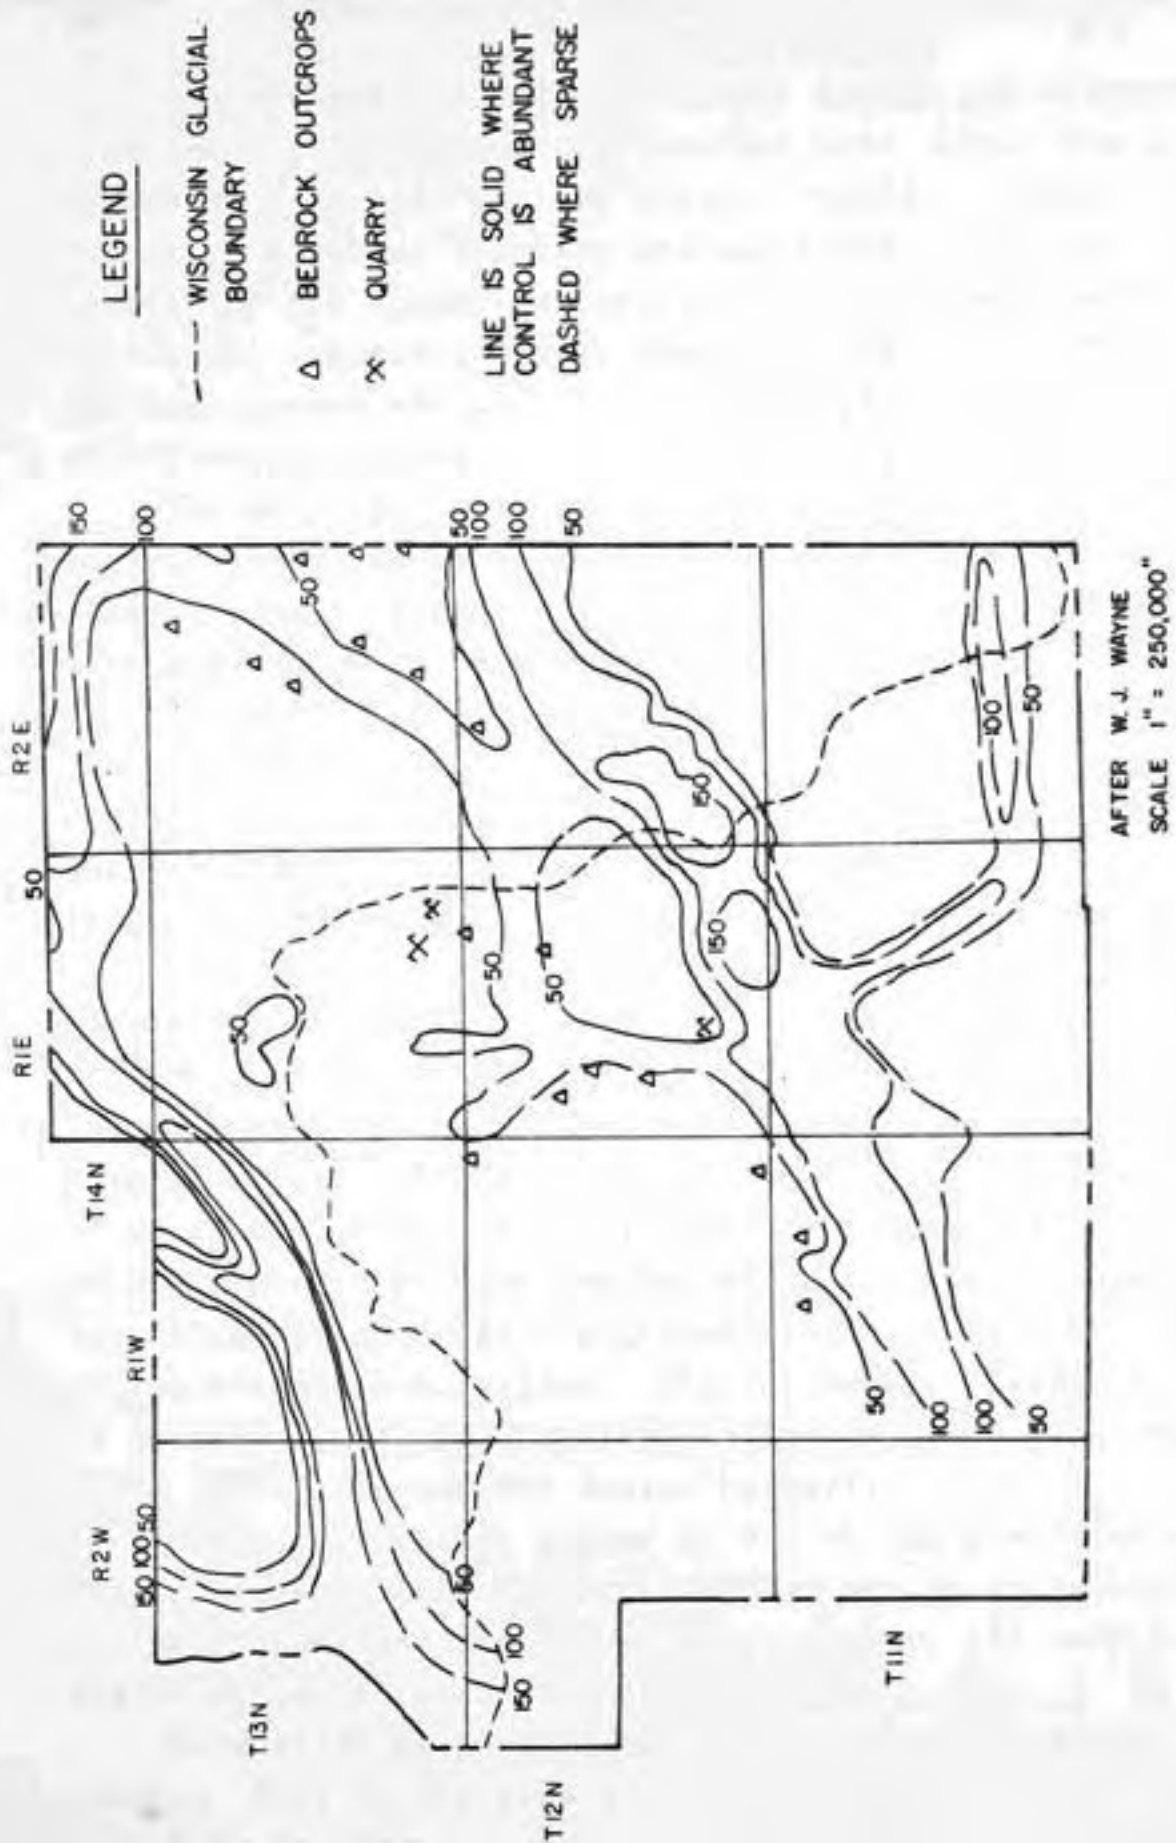 LEGEND
WISCONSIN GLACIAL
BOUNDARY
BEDROCK OUTCROPS
QUARRY
LINE IS SOLID WHERE
CONTROL IS ABUNDANT
DASHED WHERE SPARSE
R2W
R1W
R1E
R2E
T14N
T13N
T12N
T11N
150 100 50
50
150
100
50
100
100
50
50
50
50
50
150
150
50
100
150
50
100
100
50
100
50
AFTER W. J. WAYNE
SCALE 1" = 250,000"